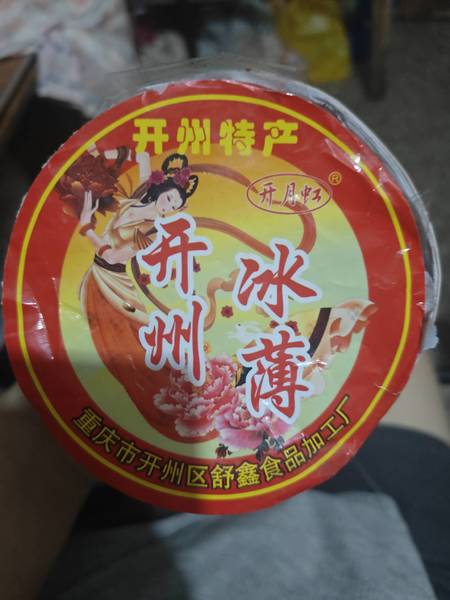 开州特产
开月虹®
开州
冰薄
重庆市开州区舒鑫食品加工厂